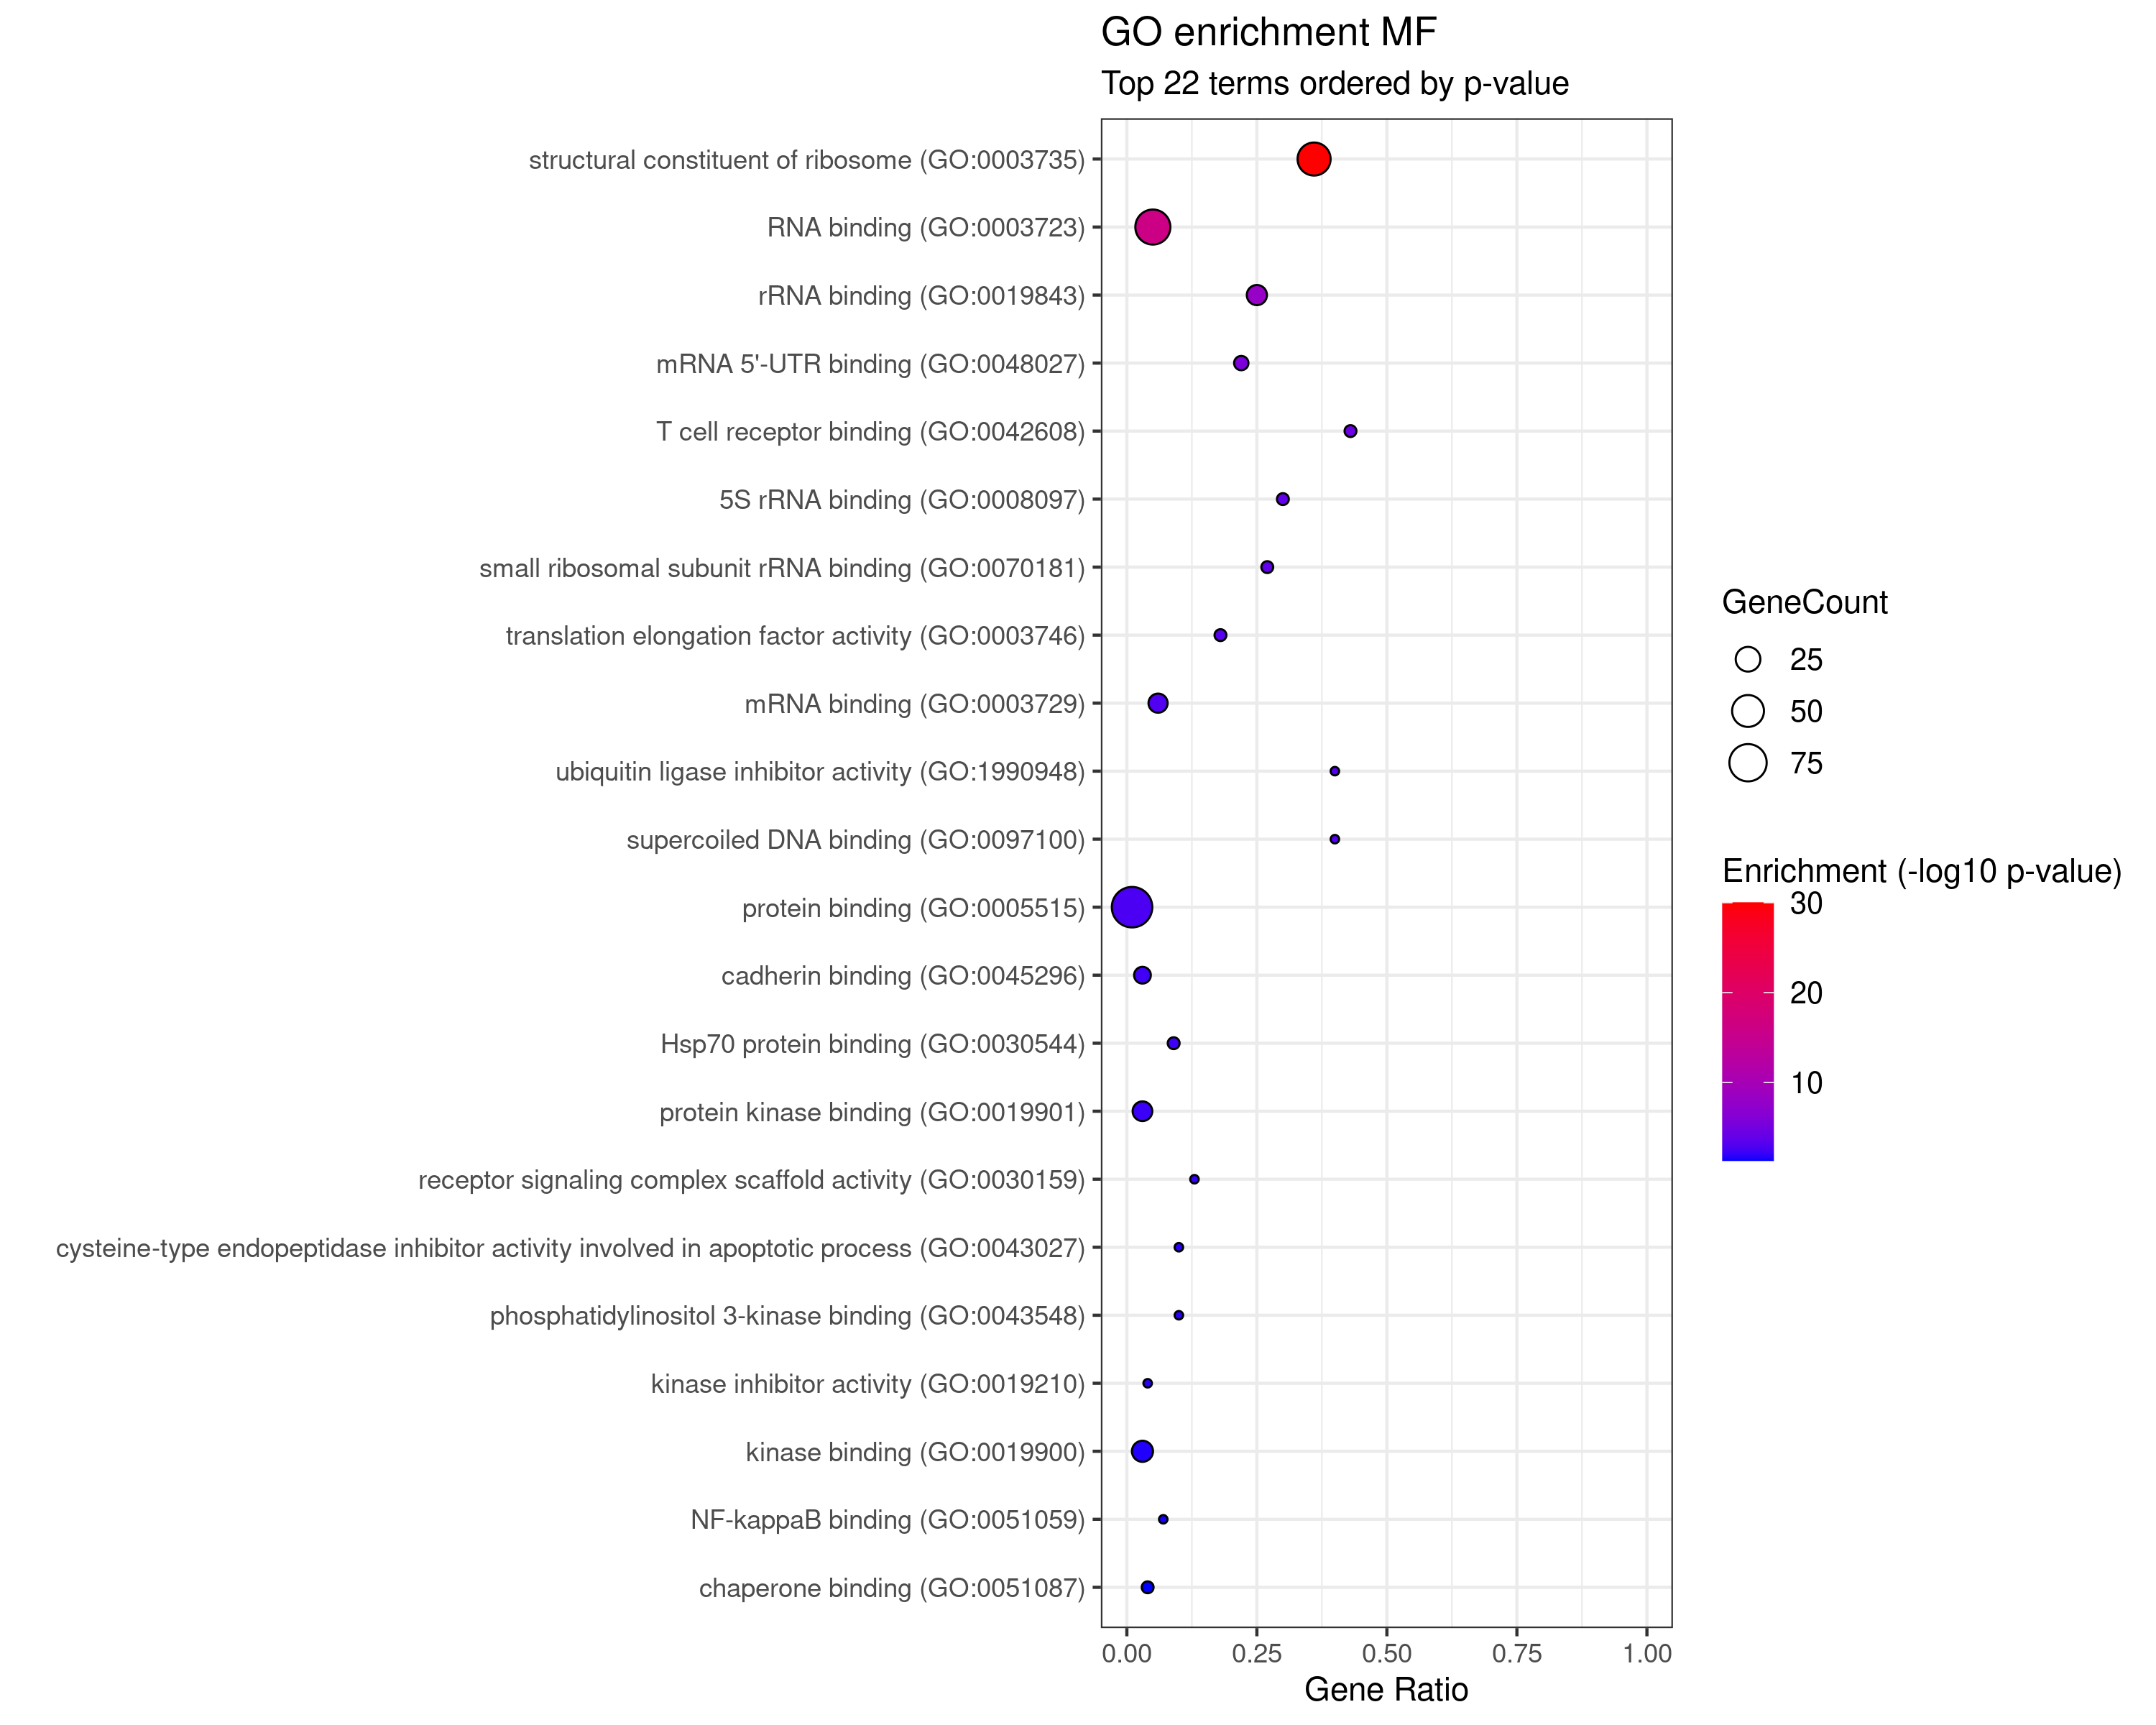 GO enrichment MF
Top 22 terms ordered by p-value
structural constituent of ribosome (GO:0003735)
RNA binding (GO:0003723)
rRNA binding (GO:0019843)
mRNA 5'-UTR binding (GO:0048027)
T cell receptor binding (GO:0042608)
5S rRNA binding (GO:0008097)
small ribosomal subunit rRNA binding (GO:0070181)
translation elongation factor activity (GO:0003746)
mRNA binding (GO:0003729)
ubiquitin ligase inhibitor activity (GO:1990948)
supercoiled DNA binding (GO:0097100)
protein binding (GO:0005515)
cadherin binding (GO:0045296)
Hsp70 protein binding (GO:0030544)
protein kinase binding (GO:0019901)
receptor signaling complex scaffold activity (GO:0030159)
cysteine-type endopeptidase inhibitor activity involved in apoptotic process (GO:0043027)
phosphatidylinositol 3-kinase binding (GO:0043548)
kinase inhibitor activity (GO:0019210)
kinase binding (GO:0019900)
NF-kappaB binding (GO:0051059)
chaperone binding (GO:0051087)
0.00 0.25 0.50 0.75 1.00
Gene Ratio
GeneCount
25
50
75
Enrichment (-log10 p-value)
30
20
10